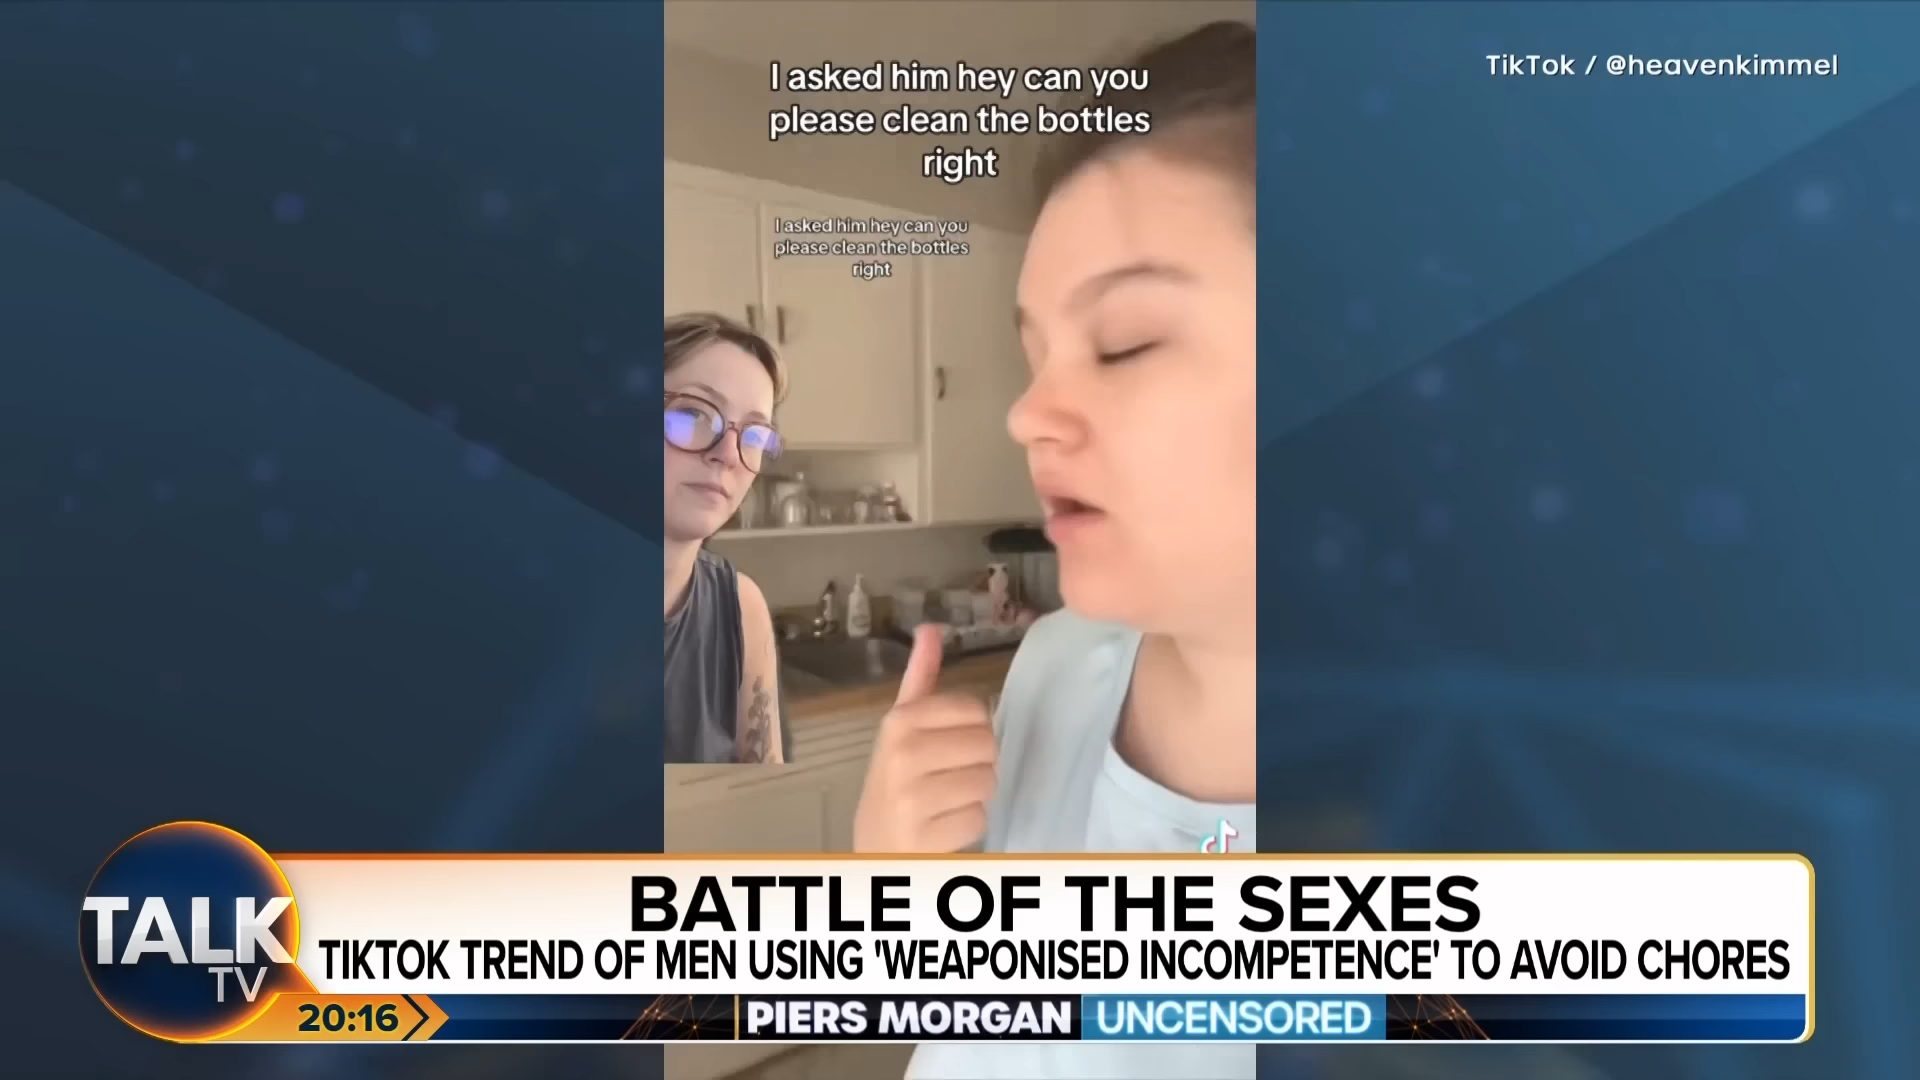 TikTok / @heavenkimmel
I asked him hey can you
please clean the bottles
right
I asked him hey can you
please clean the bottles
right
BATTLE OF THE SEXES
TIKTOK TREND OF MEN USING 'WEAPONISED INCOMPETENCE' TO AVOID CHORES
TALK
TV
20:16
PIERS MORGAN UNCENSORED